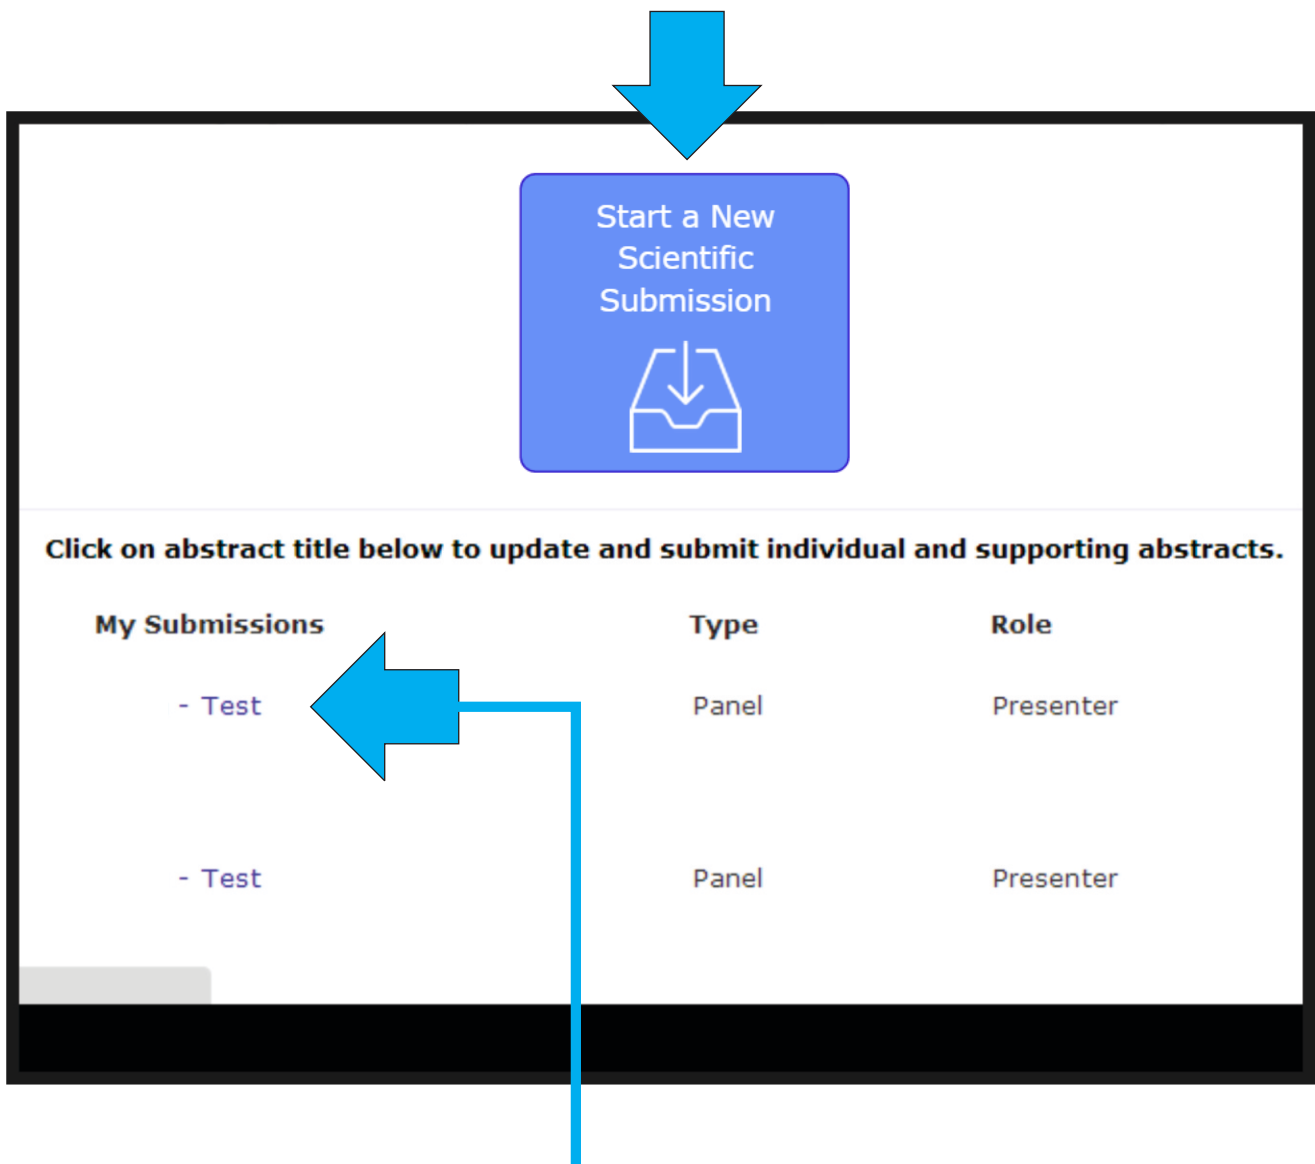 Start a New
Scientific
Submission
Click on abstract title below to update and submit individual and supporting abstracts.
My Submissions Type Role
- Test Panel Presenter
- Test Panel Presenter